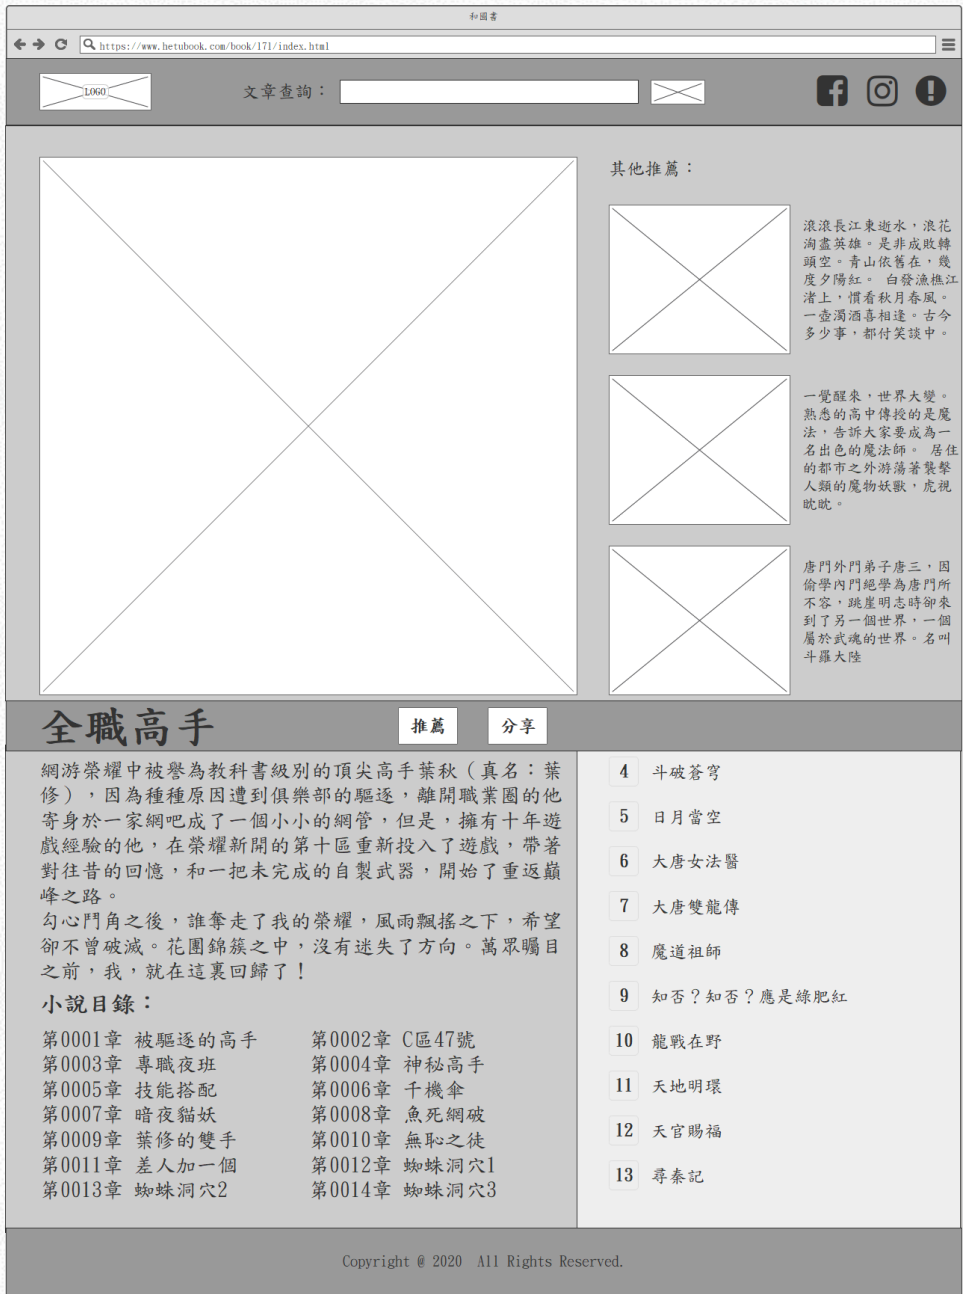 和圖書
https://www.hetubook.com/book/171/index.html
LOGO
文章查詢：
其他推薦：
滾滾長江東逝水，浪花
淘盡英雄。是非成敗轉
頭空。青山依舊在，幾
度夕陽紅。 白發漁樵江
渚上，慣看秋月春風。
一壺濁酒喜相逢。古今
多少事，都付笑談中。
一覺醒來，世界大變。
熟悉的高中傳授的是魔
法，告訴大家要成為一
名出色的魔法師。 居住
的都市之外游蕩著襲擊
人類的魔物妖獸，虎視
眈眈。
唐門外門弟子唐三，因
偷學內門絕學為唐門所
不容，跳崖明志時卻來
到了另一個世界，一個
屬於武魂的世界。名叫
斗羅大陸
全職高手
推薦
分享
網游榮耀中被譽為教科書級別的頂尖高手葉秋（真名：葉
修），因為種種原因遭到俱樂部的驅逐，離開職業圈的他
寄身於一家網吧成了一個小小的網管，但是，擁有十年遊
戲經驗的他，在榮耀新開的第十區重新投入了遊戲，帶著
對往昔的回憶，和一把未完成的自製武器，開始了重返巔
峰之路。
勾心鬥角之後，誰奪走了我的榮耀，風雨飄搖之下，希望
卻不曾破滅。花團錦簇之中，沒有迷失了方向。萬眾矚目
之前，我，就在這裏回歸了！
小說目錄：
第0001章 被驅逐的高手
第0002章 C區47號
第0003章 專職夜班
第0004章 神秘高手
第0005章 技能搭配
第0006章 千機傘
第0007章 暗夜貓妖
第0008章 魚死網破
第0009章 葉修的雙手
第0010章 無恥之徒
第0011章 差人加一個
第0012章 蜘蛛洞穴1
第0013章 蜘蛛洞穴2
第0014章 蜘蛛洞穴3
4 斗破蒼穹
5 日月當空
6 大唐女法醫
7 大唐雙龍傳
8 魔道祖師
9 知否？知否？應是綠肥紅
10 龍戰在野
11 天地明環
12 天官賜福
13 尋秦記
Copyright @ 2020 All Rights Reserved.